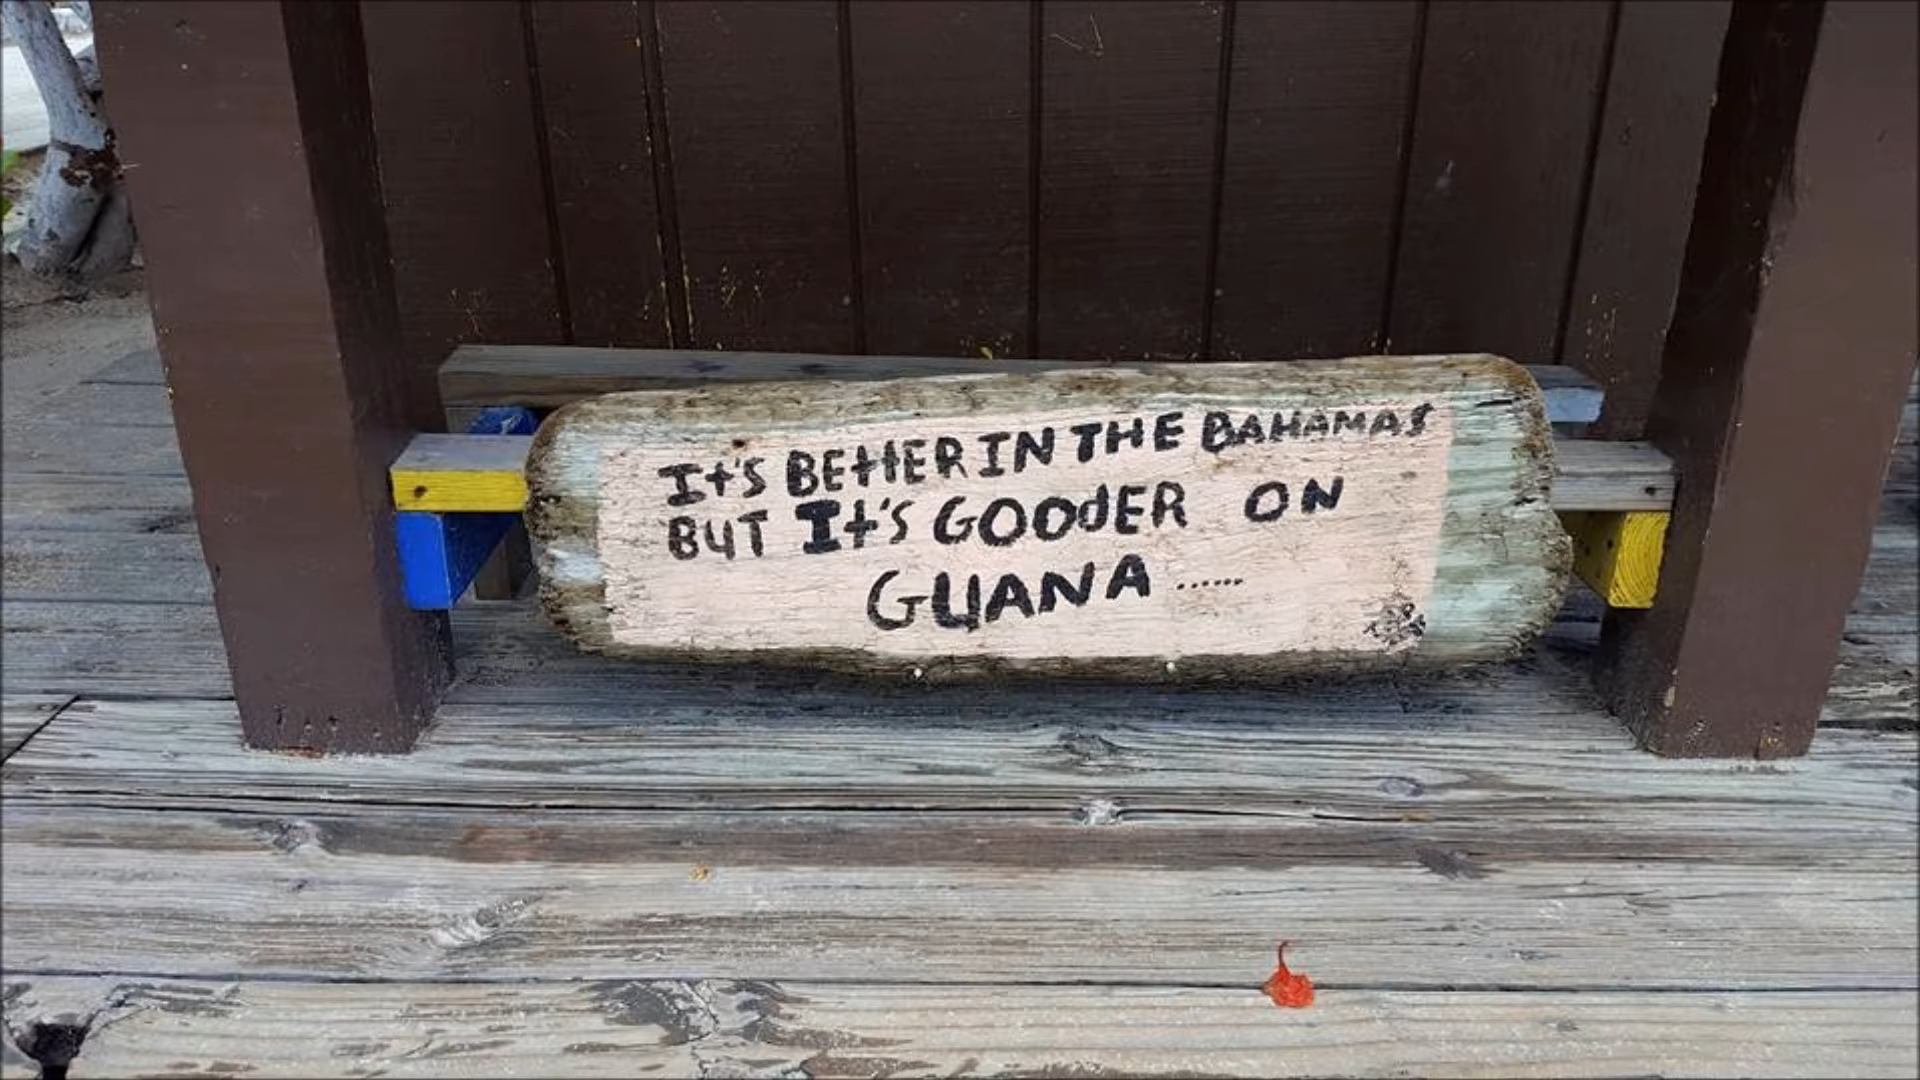 It's BEttER IN THE BAHAMAS
BUT It's GOOdER ON
GUANA ......